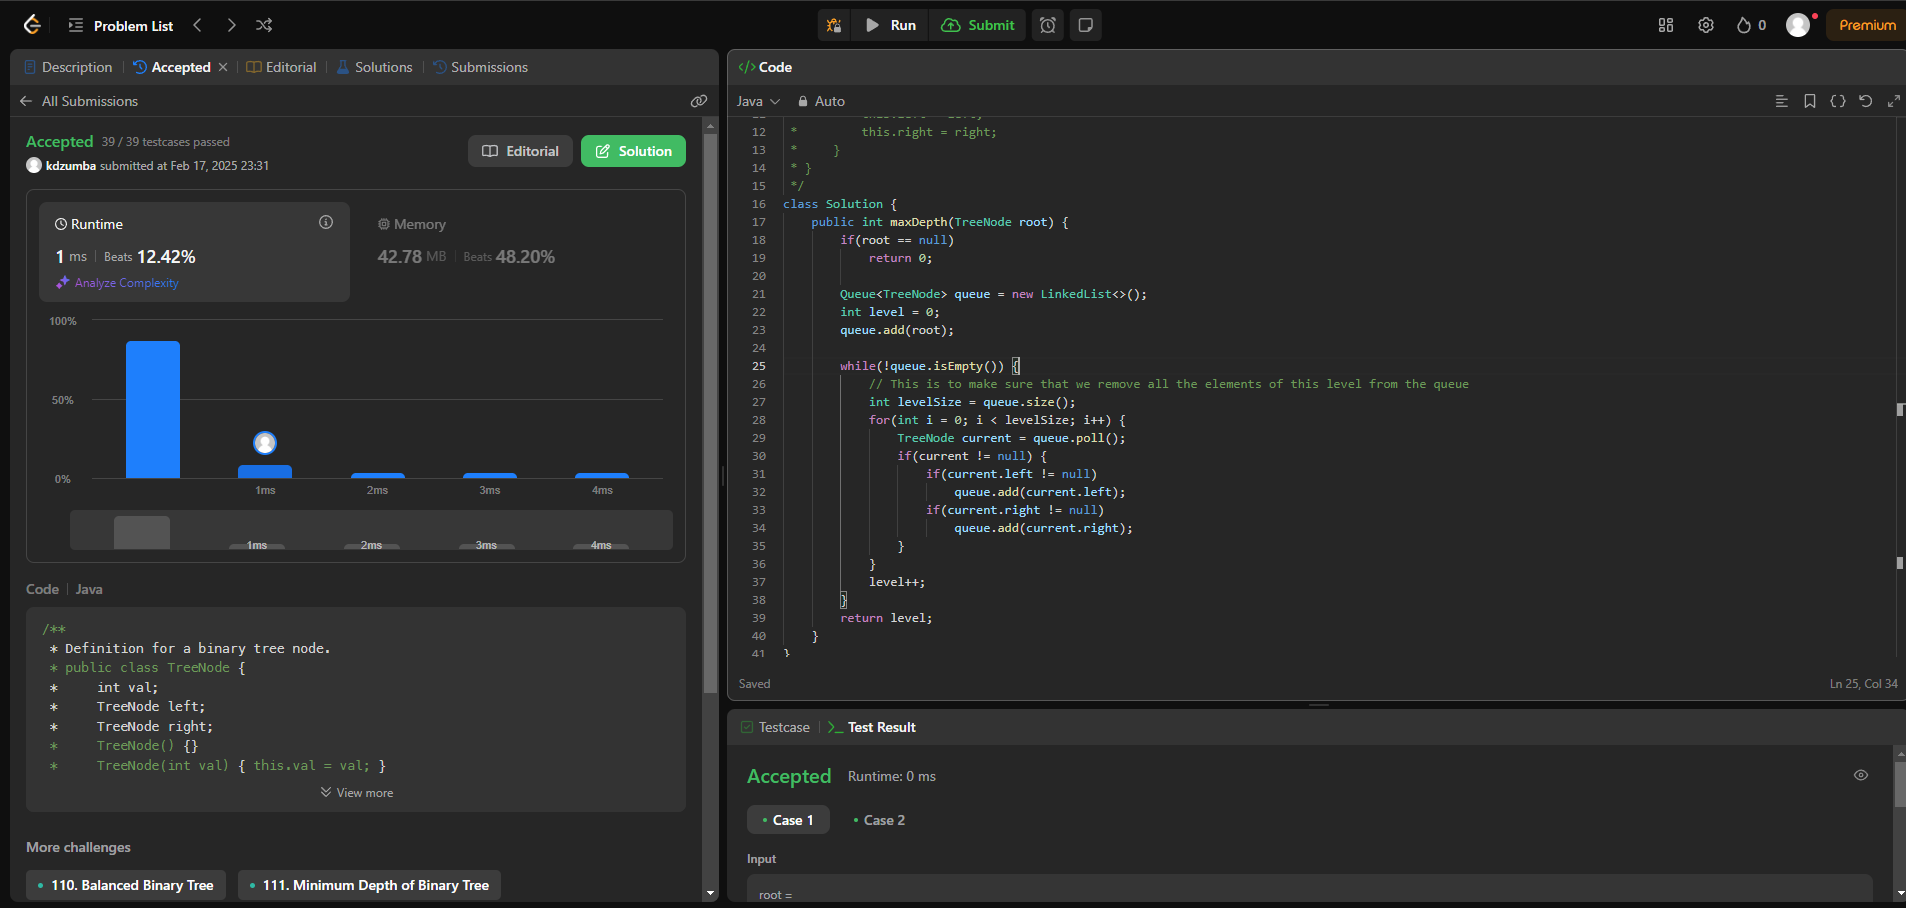 Problem List
Run
Submit
0
Premium
Description
Accepted
Editorial
Solutions
Submissions
All Submissions
Accepted 39 / 39 testcases passed
kdzumba submitted at Feb 17, 2025 23:31
Editorial
Solution
Runtime
1 ms | Beats 12.42%
Analyze Complexity
Memory
42.78 MB | Beats 48.20%
100%
50%
0%
1ms 2ms 3ms 4ms
1ms 2ms 3ms 4ms
Code | Java
/**
* Definition for a binary tree node.
* public class TreeNode {
*     int val;
*     TreeNode left;
*     TreeNode right;
*     TreeNode() {}
*     TreeNode(int val) { this.val = val; }
View more
More challenges
110. Balanced Binary Tree
111. Minimum Depth of Binary Tree
</> Code
Java
Auto
12 *         this.right = right;
13 *     }
14 * }
15 */
16 class Solution {
17     public int maxDepth(TreeNode root) {
18         if(root == null)
19             return 0;
20
21         Queue<TreeNode> queue = new LinkedList<>();
22         int level = 0;
23         queue.add(root);
24
25         while(!queue.isEmpty()) {
26             // This is to make sure that we remove all the elements of this level from the queue
27             int levelSize = queue.size();
28             for(int i = 0; i < levelSize; i++) {
29                 TreeNode current = queue.poll();
30                 if(current != null) {
31                     if(current.left != null)
32                         queue.add(current.left);
33                     if(current.right != null)
34                         queue.add(current.right);
35                 }
36             }
37             level++;
38         }
39         return level;
40     }
41 }
Saved
Ln 25, Col 34
Testcase
>_ Test Result
Accepted Runtime: 0 ms
Case 1
Case 2
Input
root =